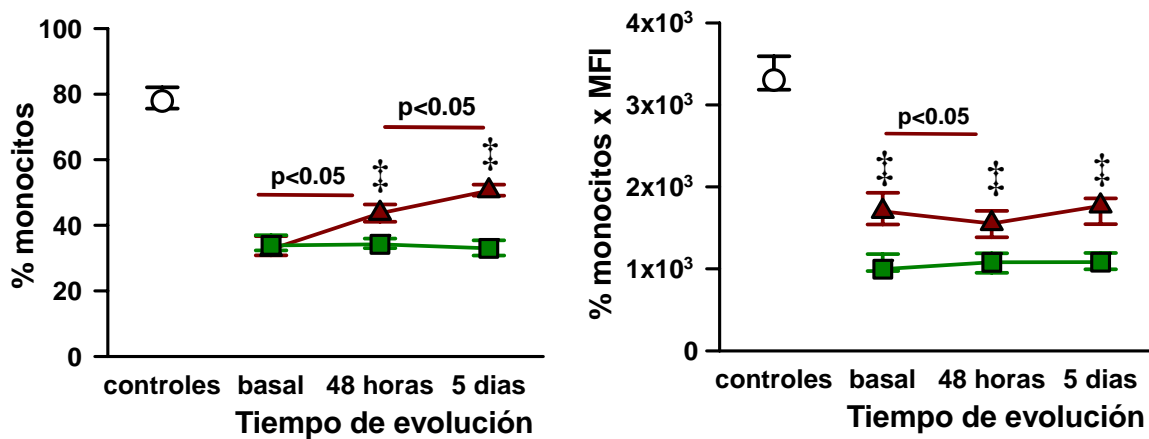 % monocitos
100
80
60
40
20
0
p<0.05
p<0.05
‡
‡
controles basal 48 horas 5 dias
Tiempo de evolución
% monocitos x MFI
4x10³
3x10³
2x10³
1x10³
0
p<0.05
‡ ‡ ‡
controles basal 48 horas 5 dias
Tiempo de evolución